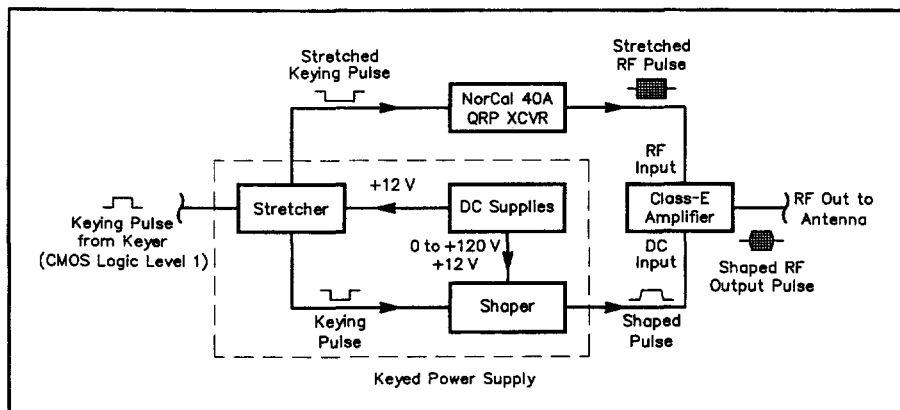 Stretched
Keying Pulse
Stretched
RF Pulse
NorCal 40A
QRP XCVR
RF
Input
+12 V
Stretcher
DC Supplies
Class-E
Amplifier
RF Out to
Antenna
Keying Pulse
from Keyer
(CMOS Logic Level 1)
0 to +120 V
+12 V
DC
Input
Shaped RF
Output Pulse
Keying
Pulse
Shaper
Shaped
Pulse
Keyed Power Supply